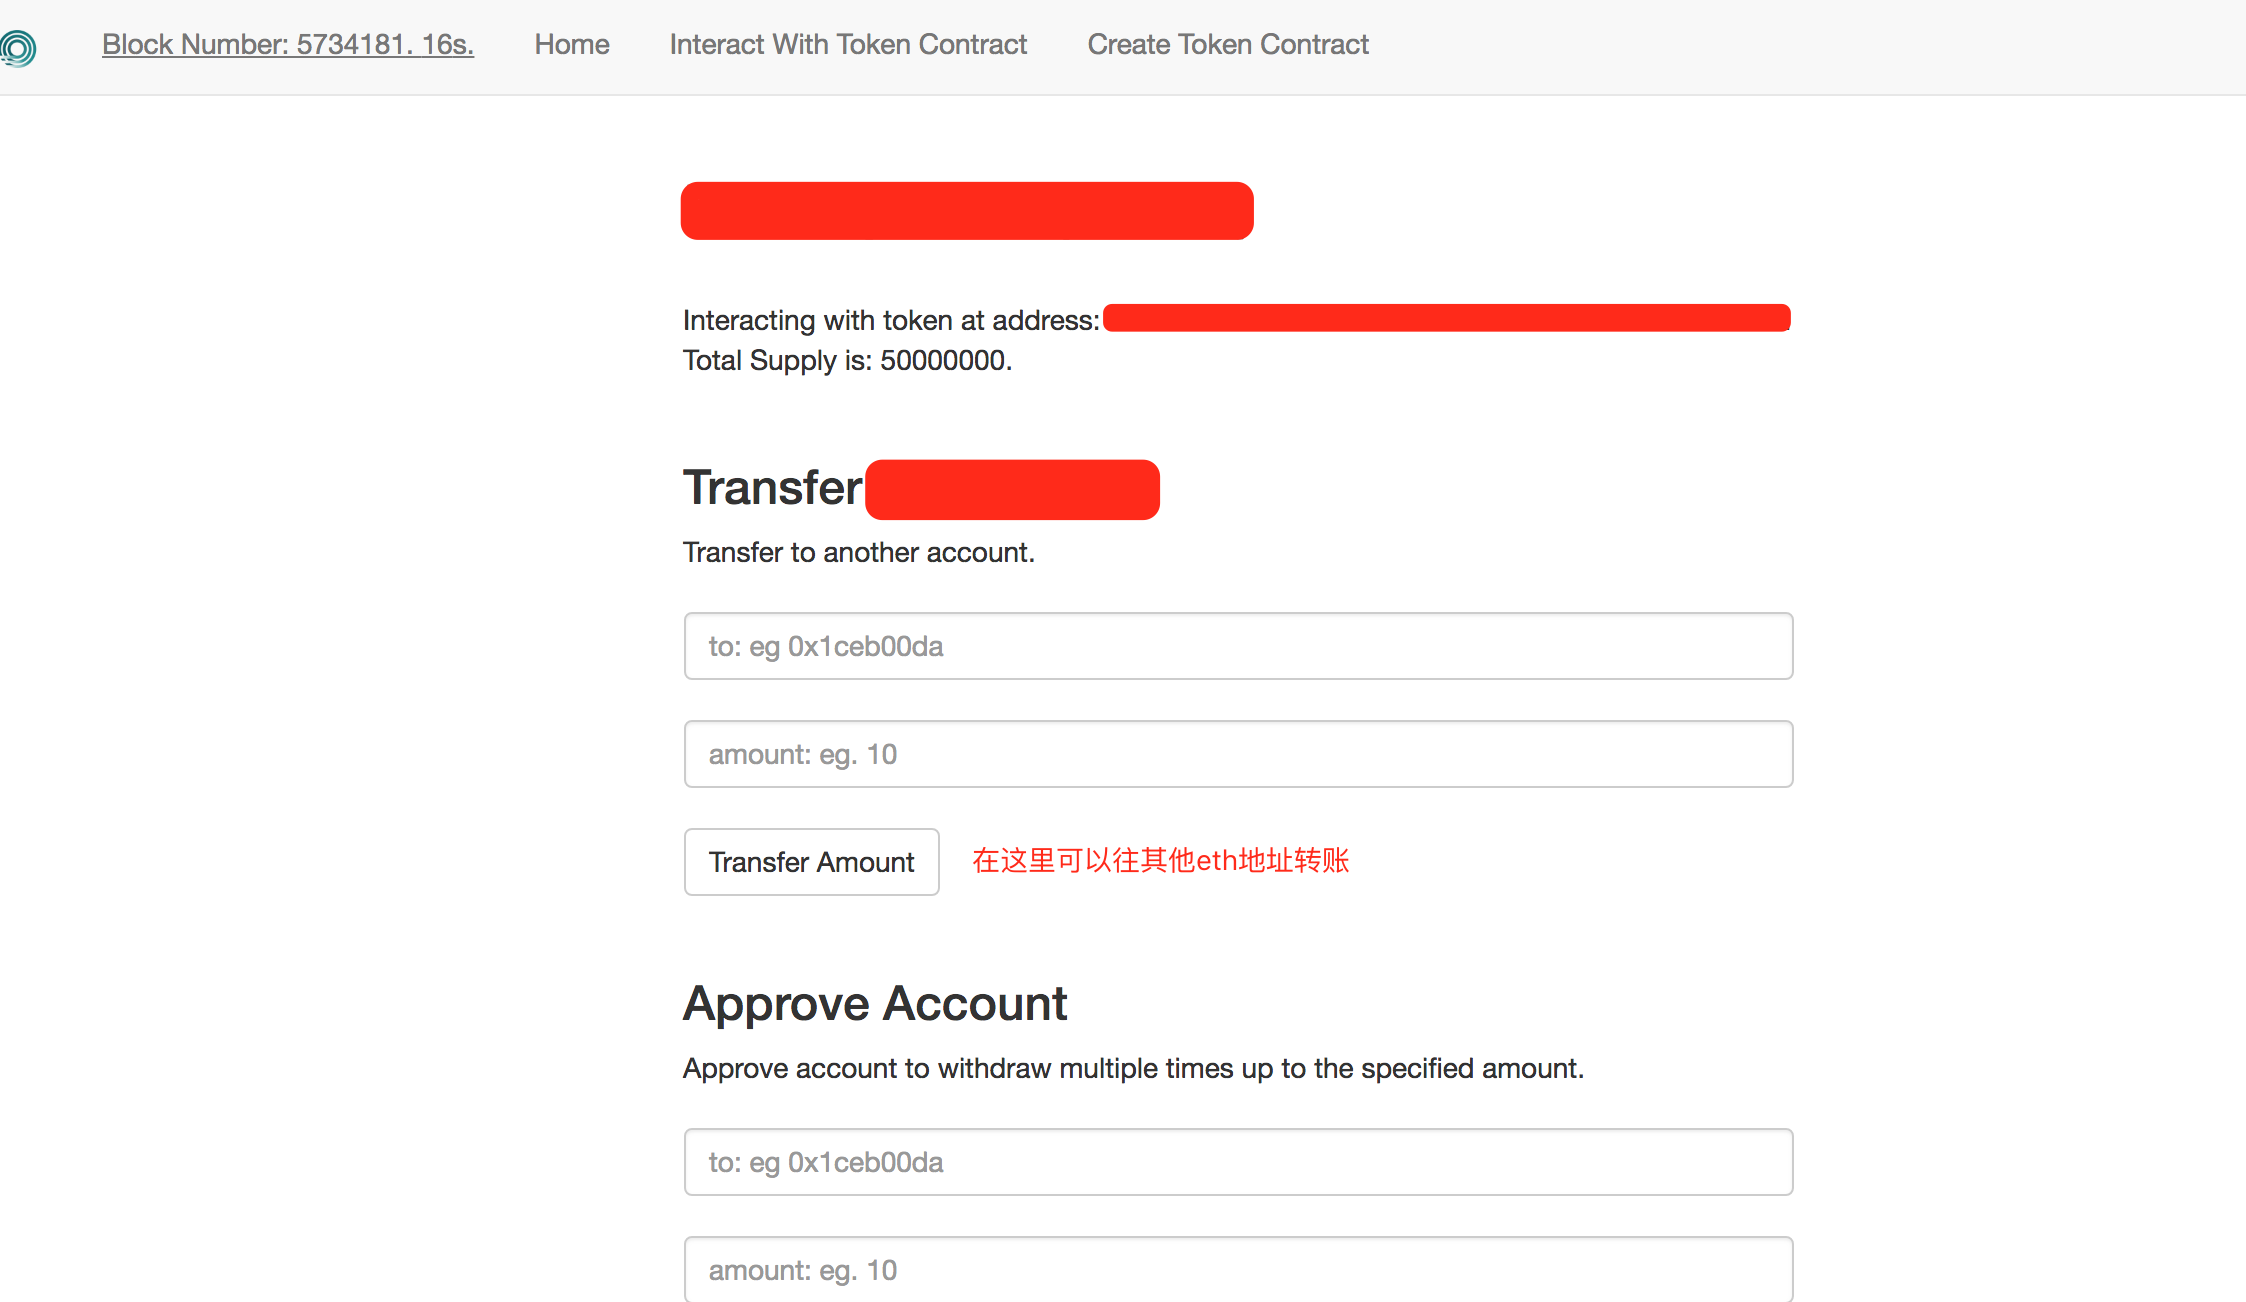 Block Number: 5734181. 16s. Home Interact With Token Contract Create Token Contract
Interacting with token at address:
Total Supply is: 50000000.
Transfer
Transfer to another account.
to: eg 0x1ceb00da
amount: eg. 10
Transfer Amount 在这里可以往其他eth地址转账
Approve Account
Approve account to withdraw multiple times up to the specified amount.
to: eg 0x1ceb00da
amount: eg. 10